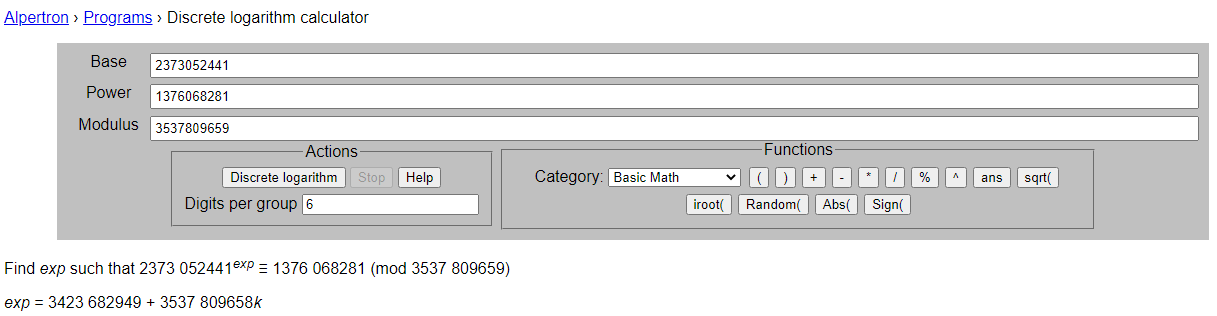 Alpertron › Programs › Discrete logarithm calculator
Base 2373052441
Power 1376068281
Modulus 3537809659
Actions
Discrete logarithm Stop Help
Digits per group 6
Functions
Category: Basic Math ( ) + - * / % ^ ans sqrt(
iroot( Random( Abs( Sign(
Find exp such that 2373 052441^exp ≡ 1376 068281 (mod 3537 809659)
exp = 3423 682949 + 3537 809658k